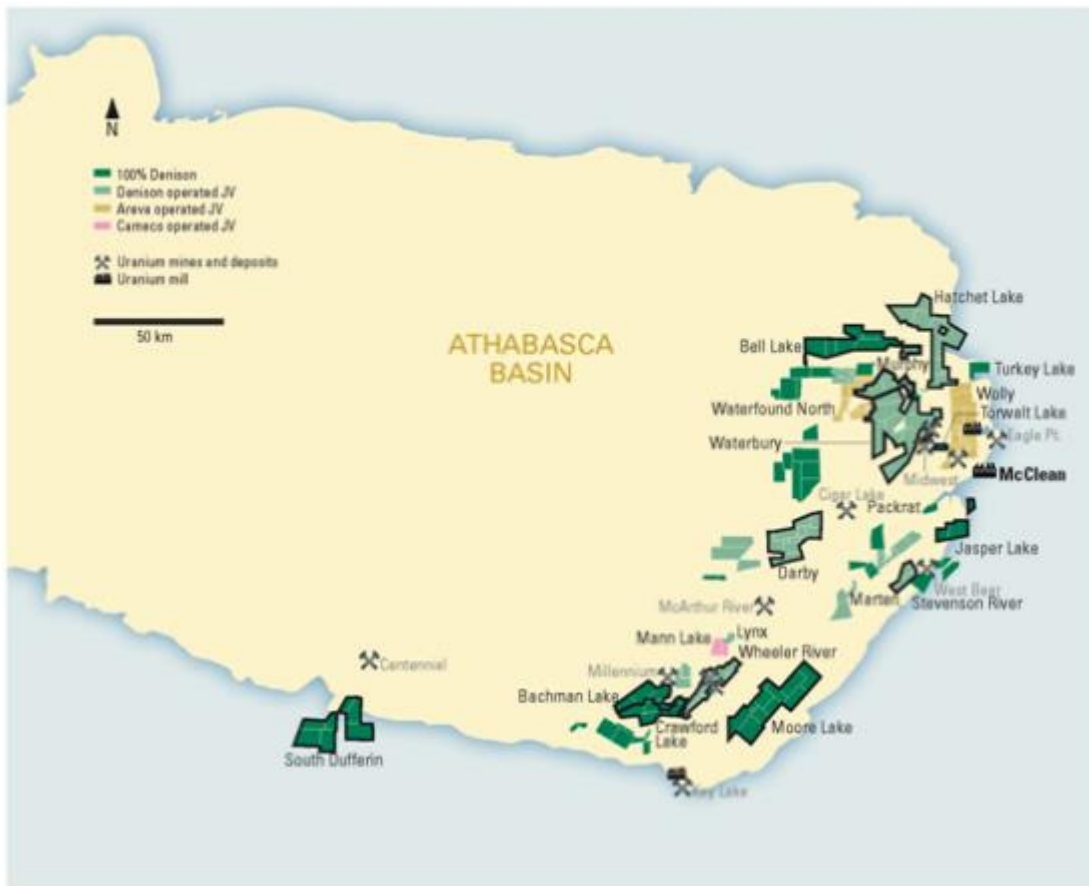 N
100% Denison
Denison operated JV
Areva operated JV
Cameco operated JV
Uranium mines and deposits
Uranium mill
50 km
ATHABASCA
BASIN
Hatchet Lake
Bell Lake
Murphy
Turkey Lake
Waterfound North
Wolly
Torwalt Lake
Eagle Pt.
Waterbury
Midwest
McClean
Cigar Lake
Packrat
Jasper Lake
Darby
West Bear
Marten
Stevenson River
McArthur River
Lynx
Mann Lake
Wheeler River
Centennial
Millennium
Bachman Lake
Crawford
Lake
Moore Lake
South Dufferin
Key Lake